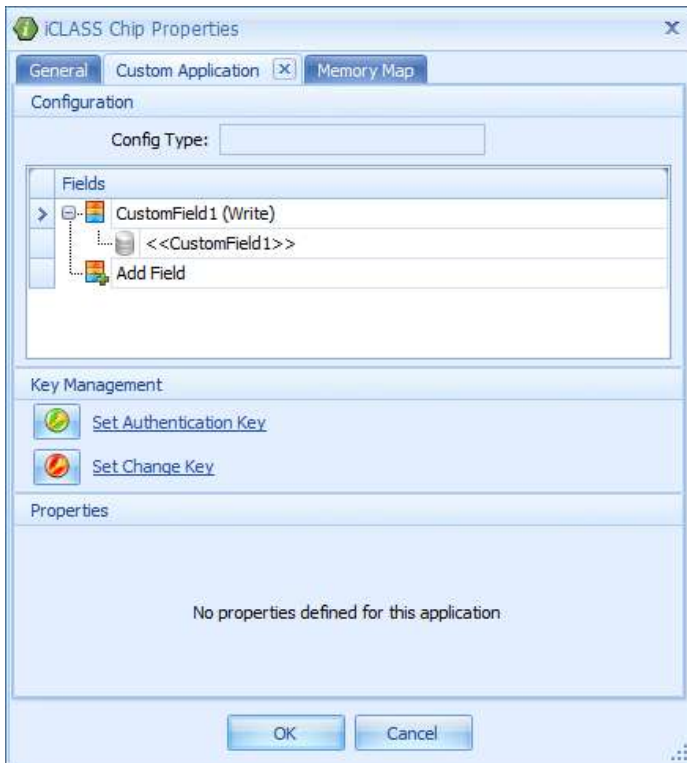 iCLASS Chip Properties
General Custom Application Memory Map
Configuration
Config Type:
Fields
CustomField1 (Write)
<<CustomField1>>
Add Field
Key Management
Set Authentication Key
Set Change Key
Properties
No properties defined for this application
OK Cancel